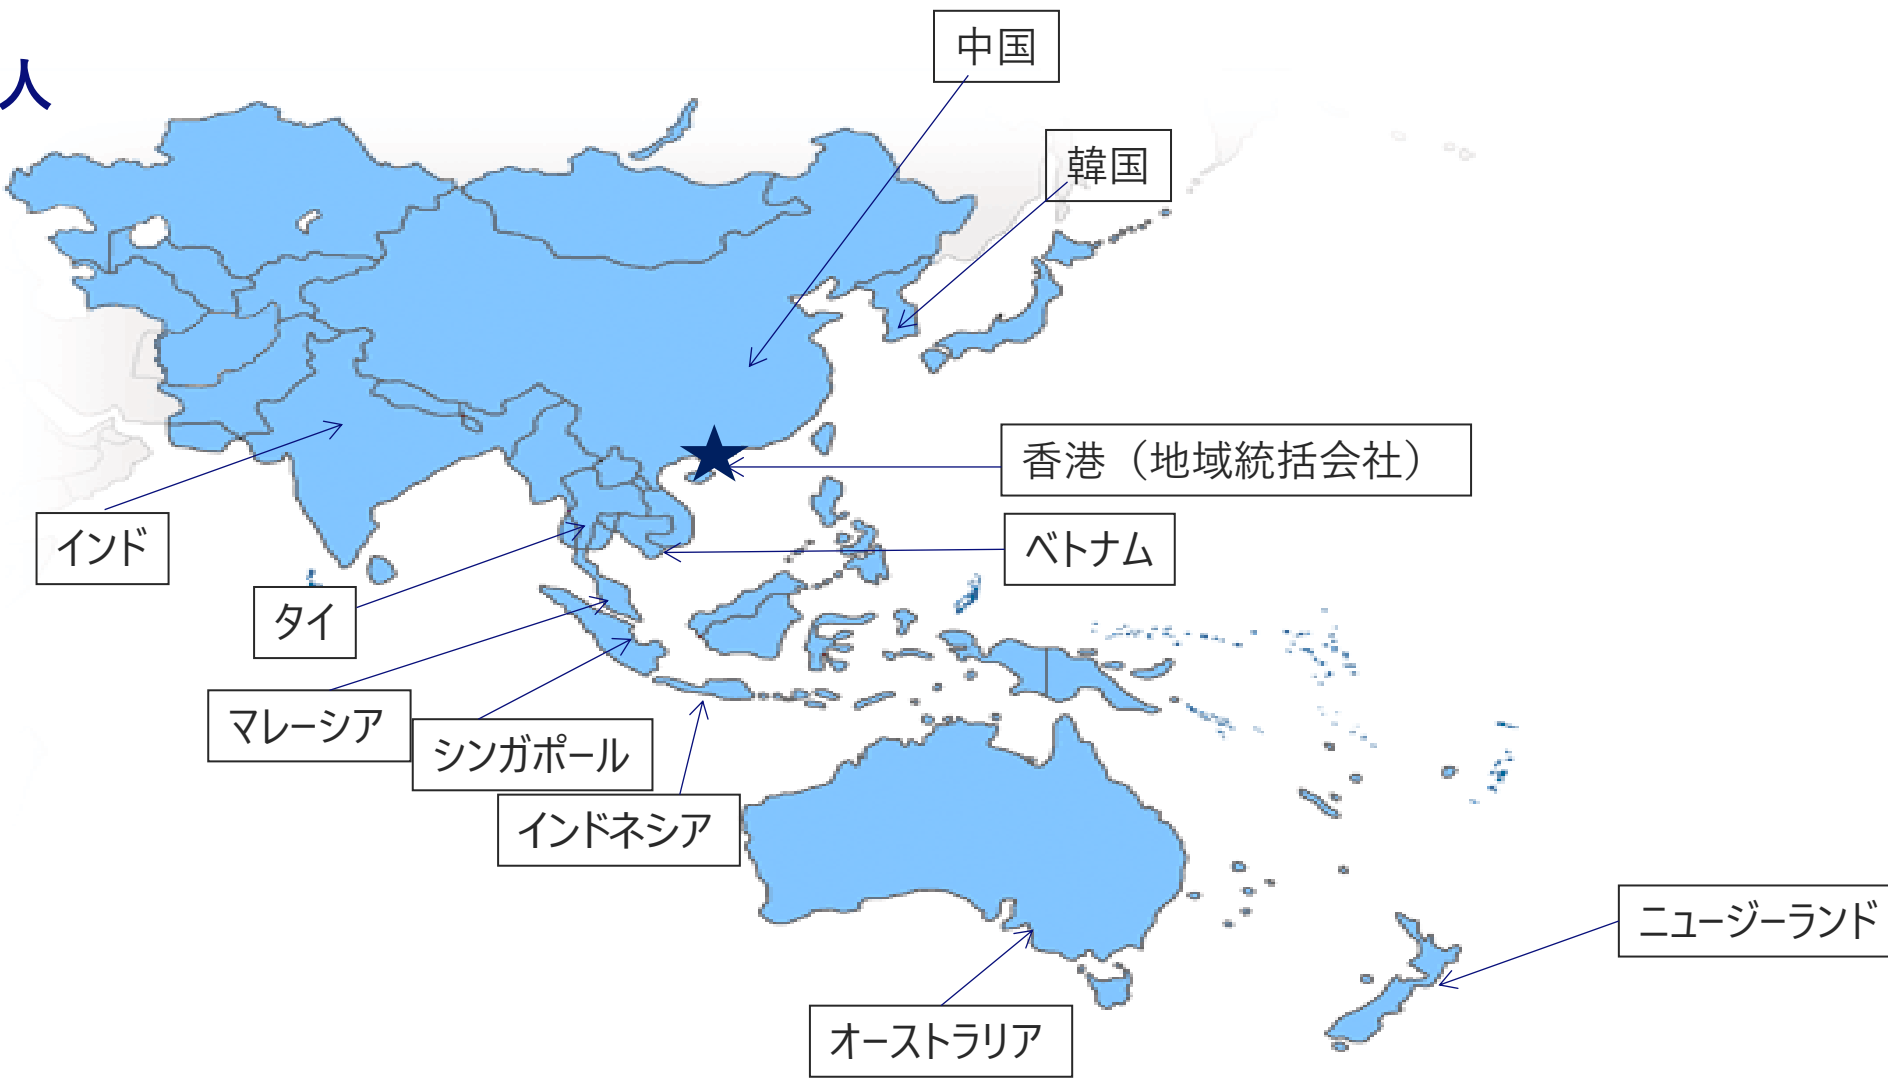 中国
人
韓国
香港（地域統括会社）
インド
ベトナム
タイ
マレーシア
シンガポール
インドネシア
ニュージーランド
オーストラリア